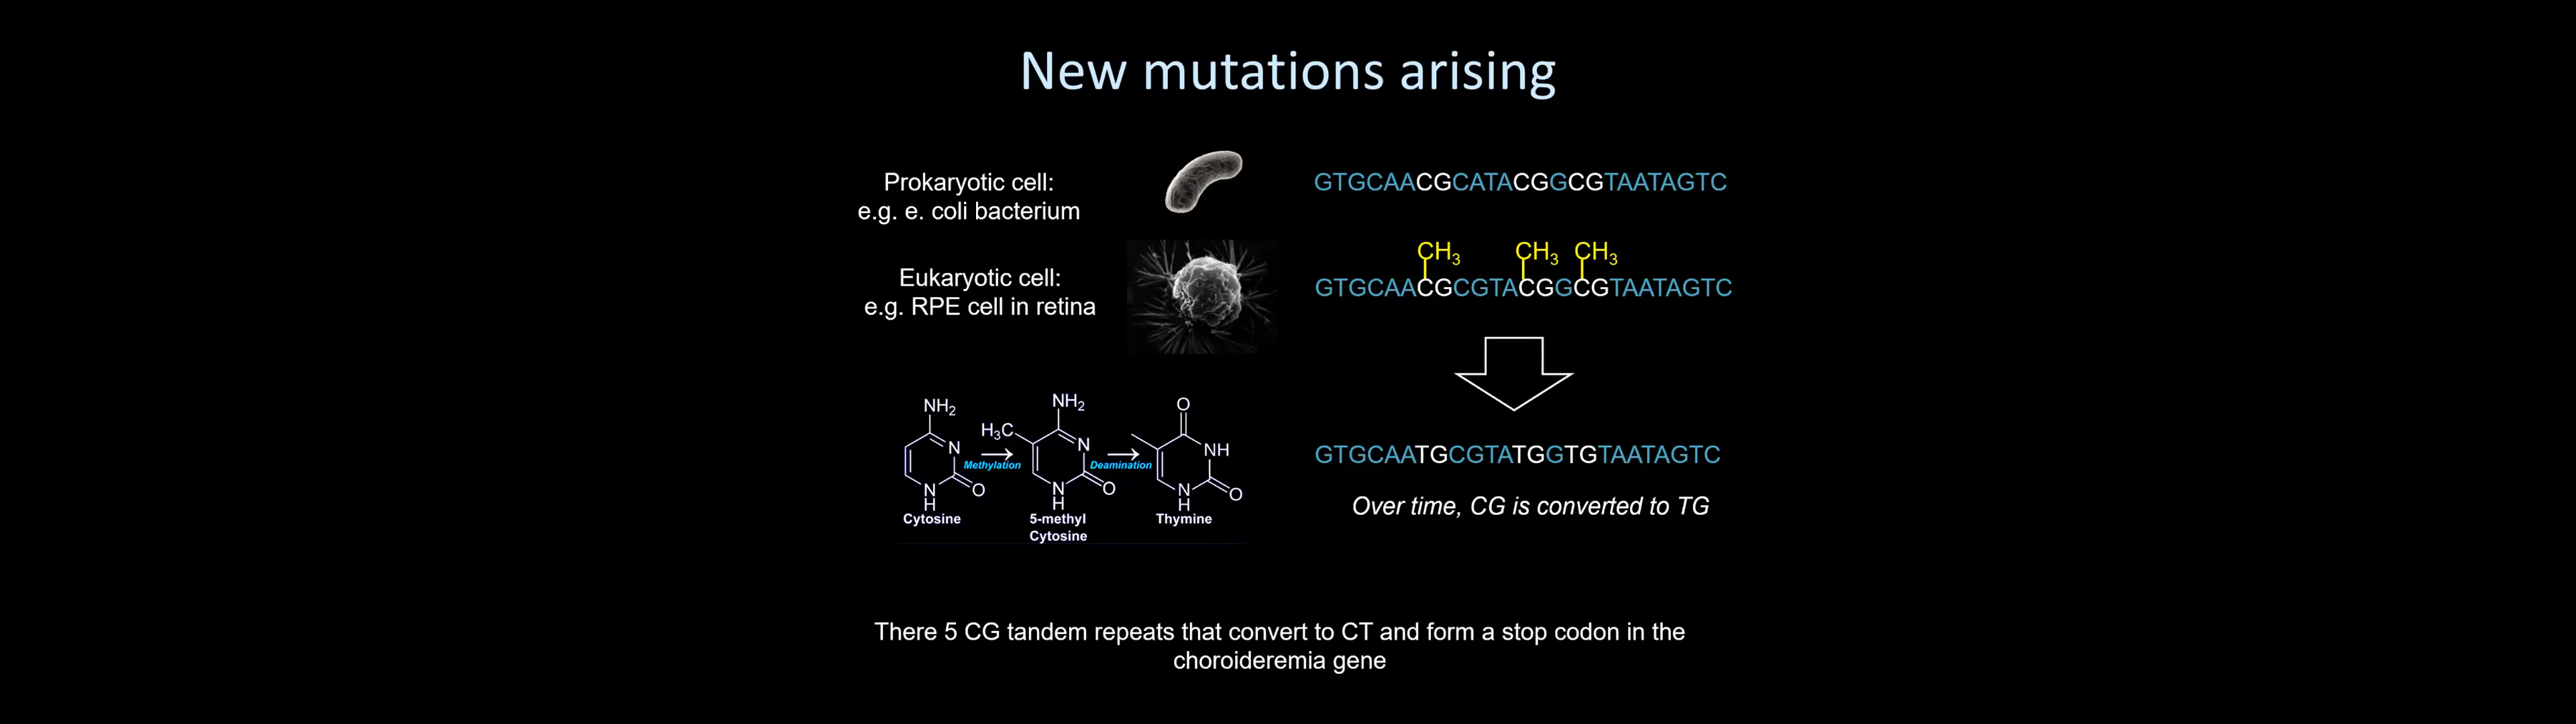 New mutations arising
Prokaryotic cell:
e.g. e. coli bacterium
GTGCAACGCATACGGCGTAATAGTC
Eukaryotic cell:
e.g. RPE cell in retina
CH₃ CH₃ CH₃
GTGCAACGCGTACGGCGTAATAGTC
NH₂
N
N
H
O
Cytosine
Methylation
NH₂
H₃C
N
N
H
O
5-methyl
Cytosine
Deamination
O
NH
N
H
O
Thymine
GTGCAATGCGTATGGTGTAATAGTC
Over time, CG is converted to TG
There 5 CG tandem repeats that convert to CT and form a stop codon in the
choroideremia gene